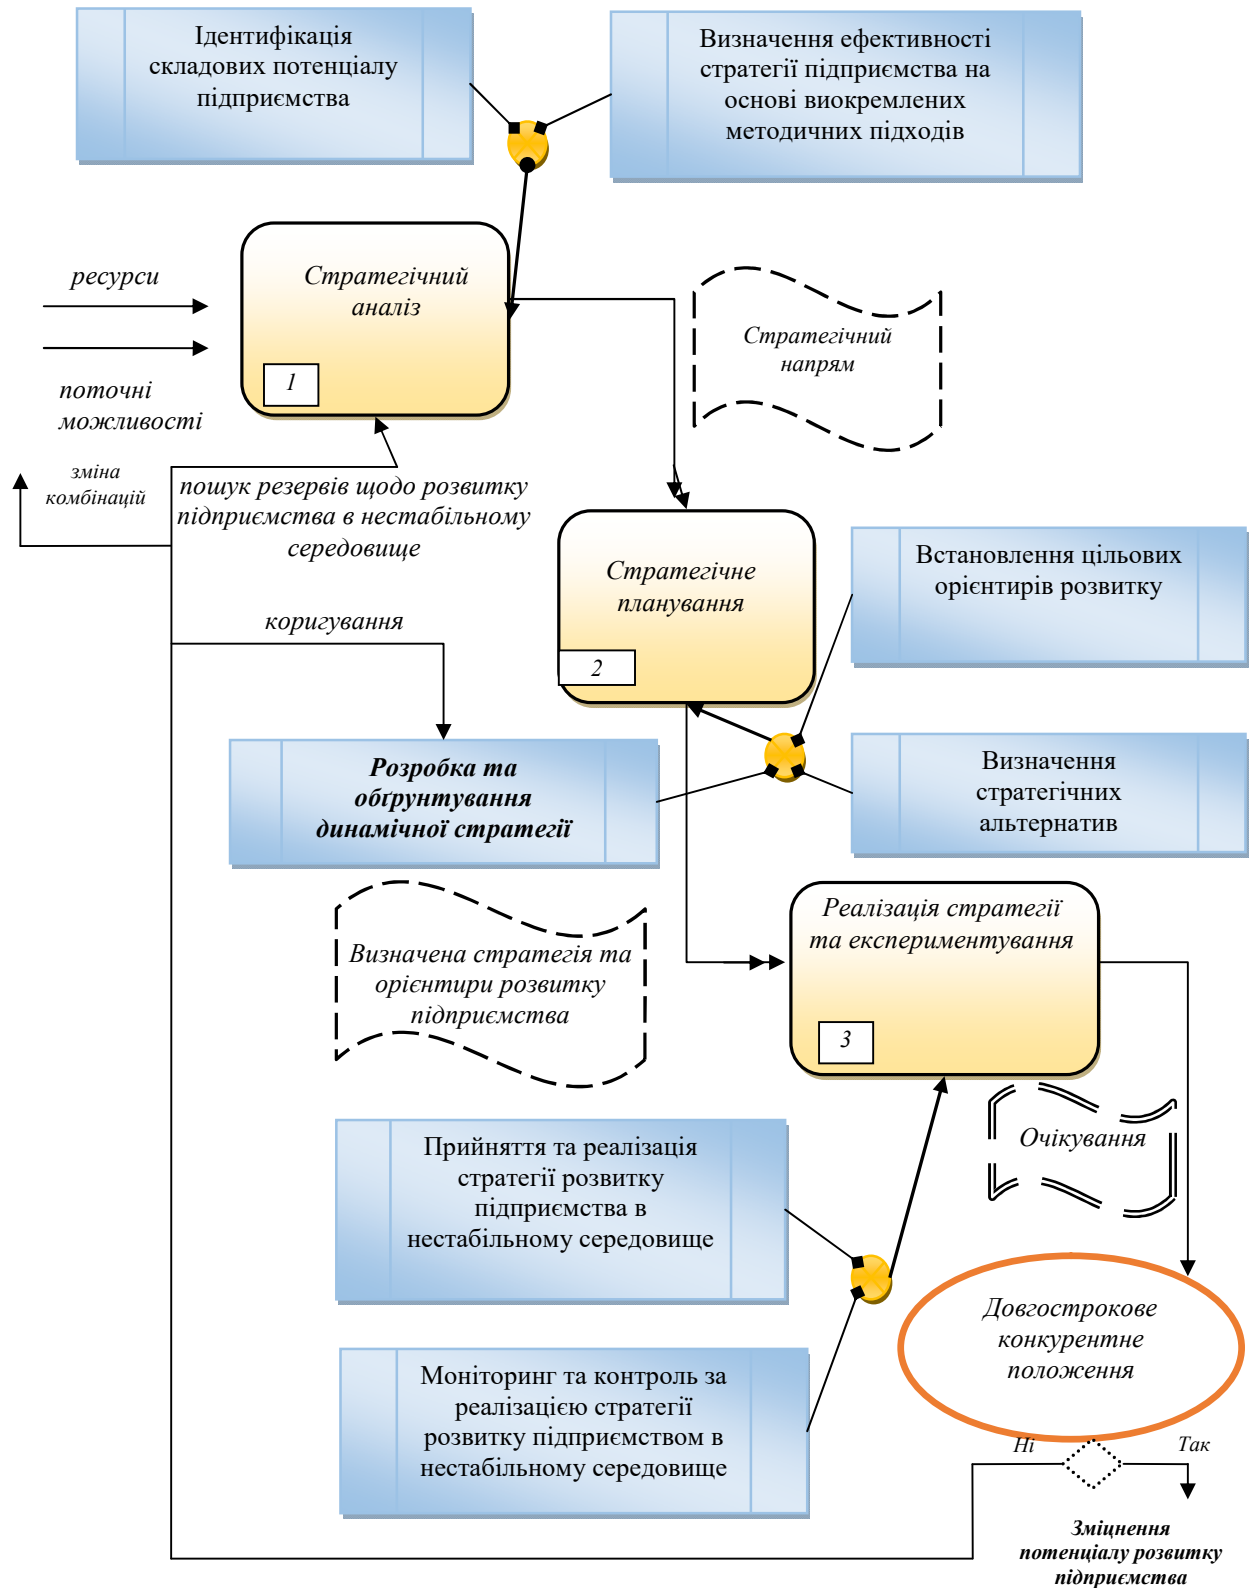 Ідентифікація
складових потенціалу
підприємства
Визначення ефективності
стратегії підприємства на
основі виокремлених
методичних підходів
ресурси
Стратегічний
аналіз
1
поточні
можливості
Стратегічний
напрям
зміна
комбінацій
пошук резервів щодо розвитку
підприємства в нестабільному
середовище
Стратегічне
планування
2
Встановлення цільових
орієнтирів розвитку
коригування
Розробка та
обґрунтування
динамічної стратегії
Визначення
стратегічних
альтернатив
Реалізація стратегії
та експериментування
3
Визначена стратегія та
орієнтири розвитку
підприємства
Очікування
Прийняття та реалізація
стратегії розвитку
підприємства в
нестабільному середовище
Довгострокове
конкурентне
положення
Моніторинг та контроль за
реалізацією стратегії
розвитку підприємством в
нестабільному середовище
Ні
Так
Зміцнення
потенціалу розвитку
підприємства